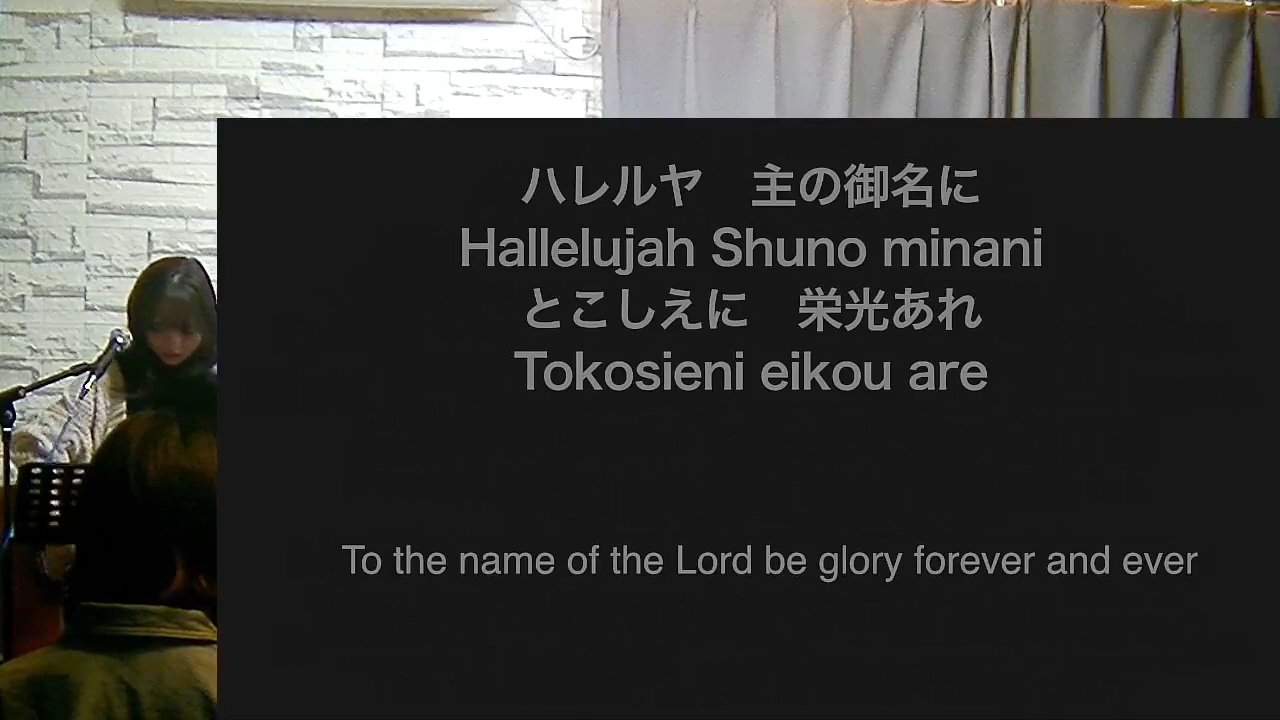 ハレルヤ　主の御名に
Hallelujah Shuno minani
とこしえに　栄光あれ
Tokosieni eikou are
To the name of the Lord be glory forever and ever